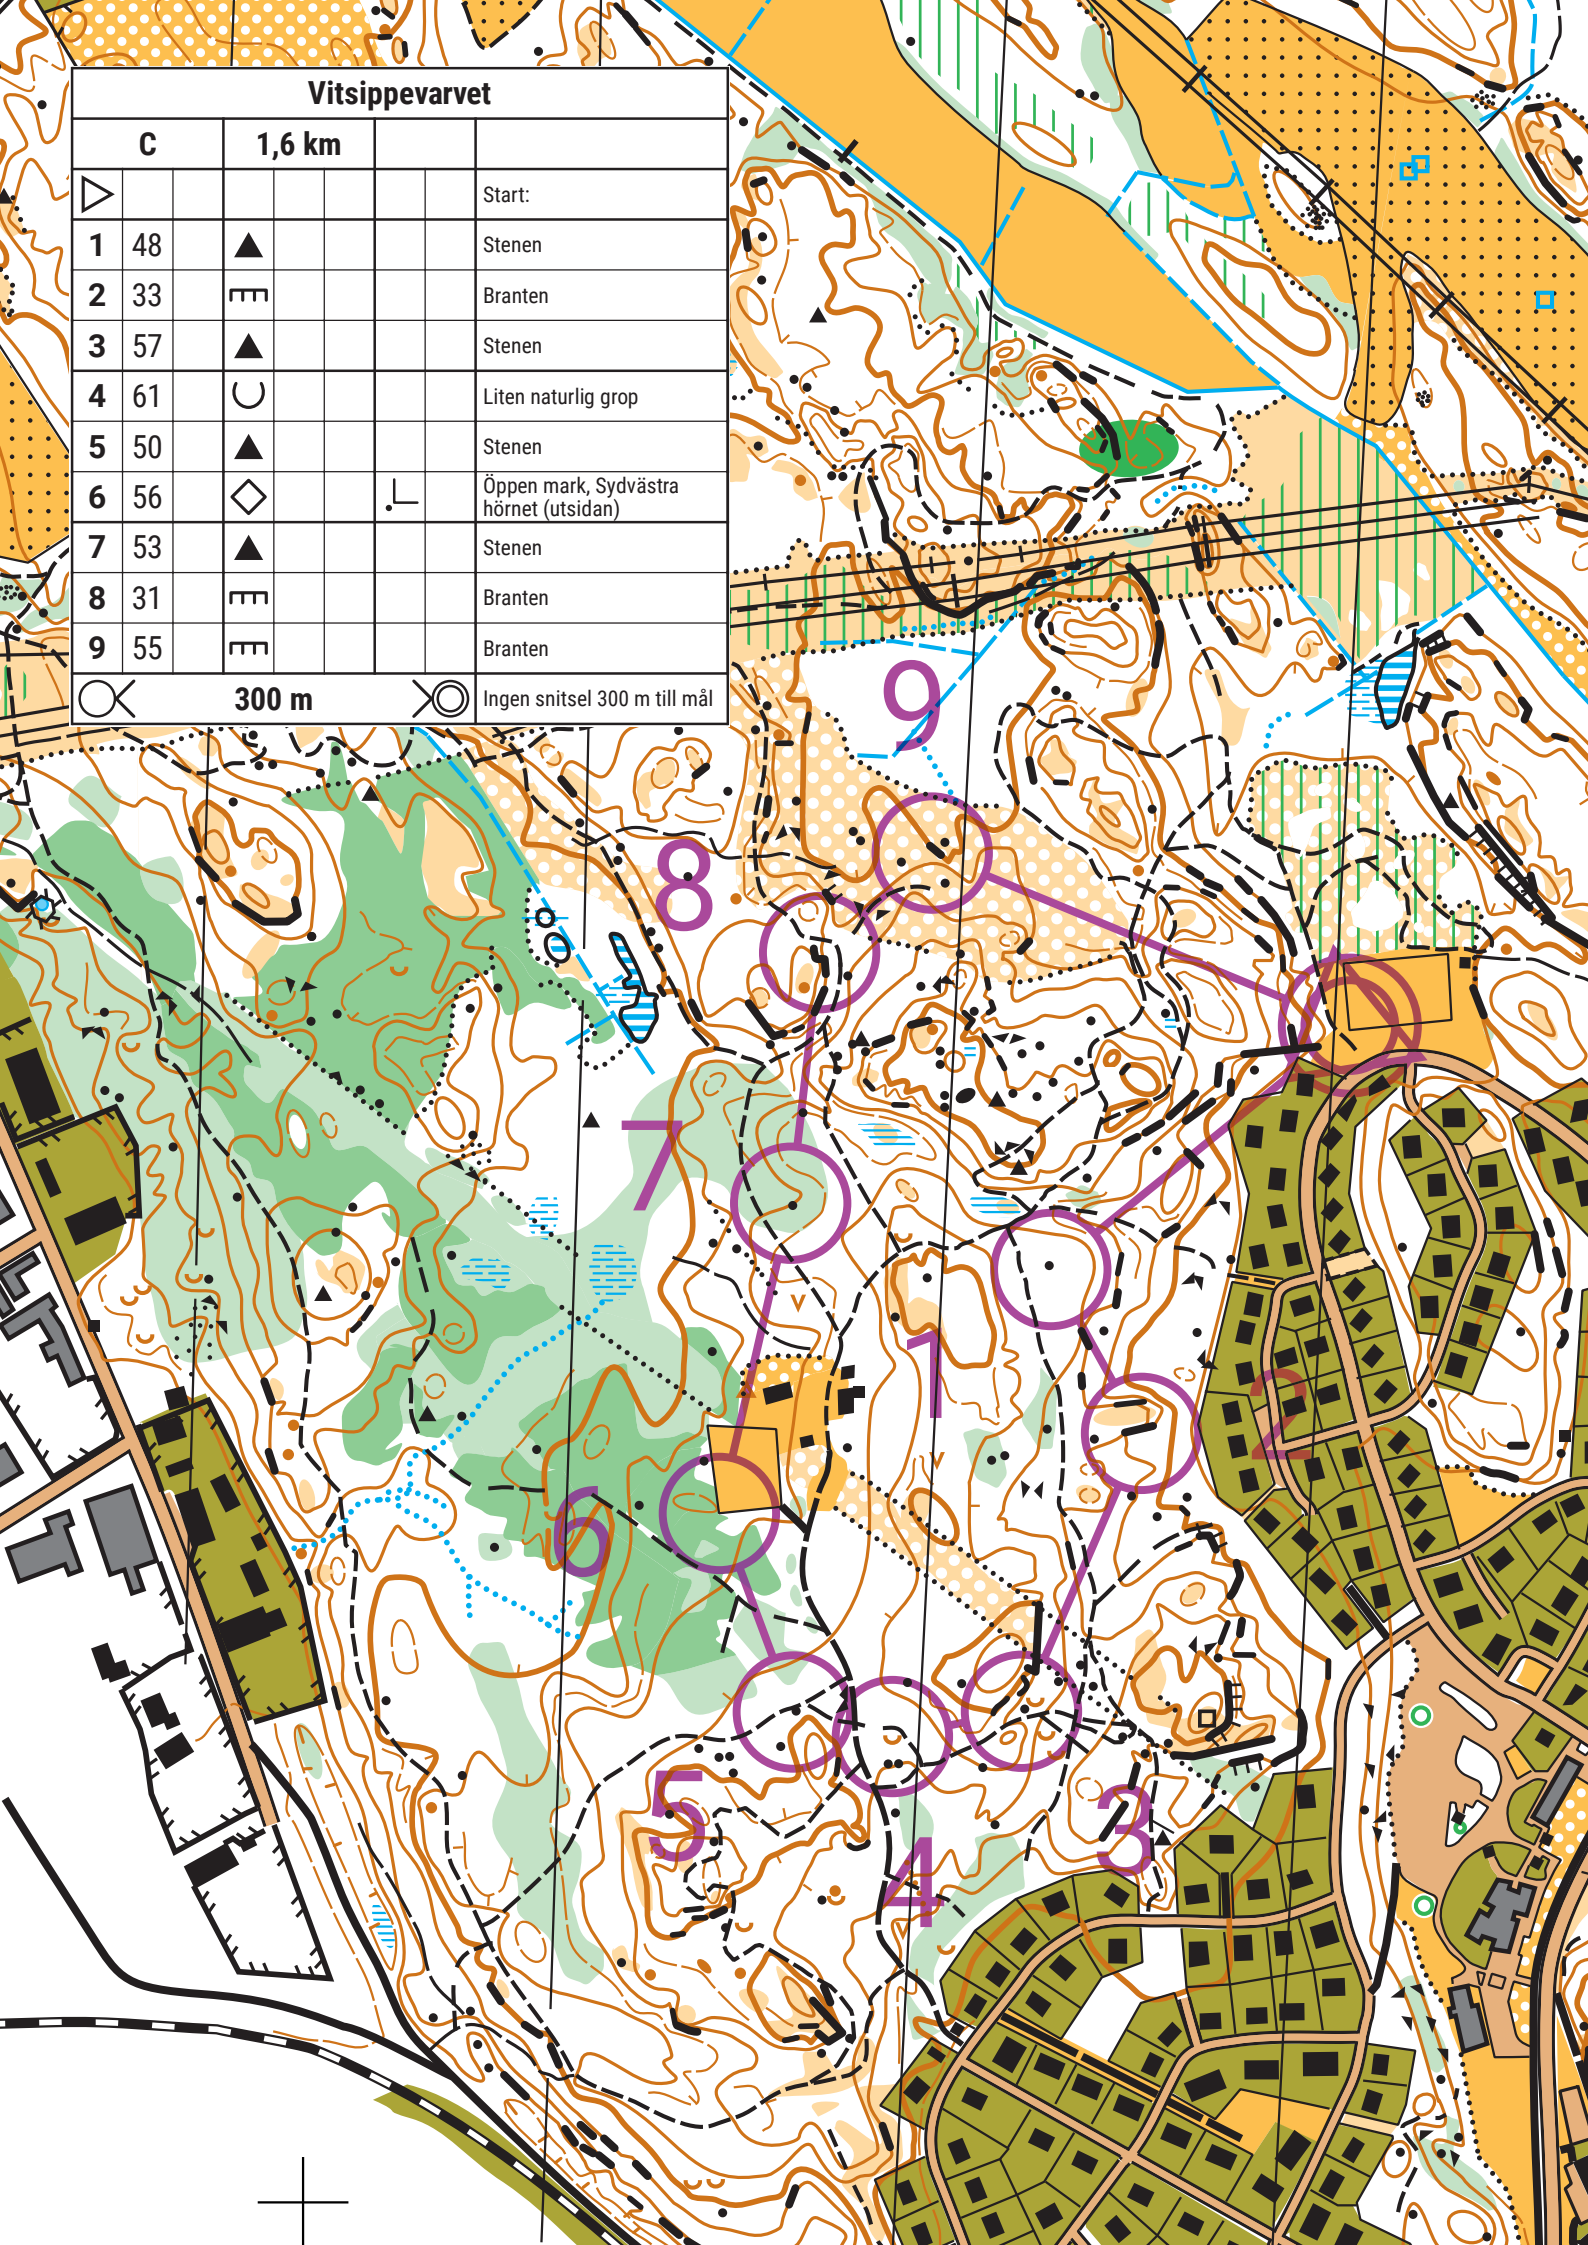 Vitsippevarvet
C 1,6 km
Start:
1 48 Stenen
2 33 Branten
3 57 Stenen
4 61 Liten naturlig grop
5 50 Stenen
6 56 Öppen mark, Sydvästra
hörnet (utsidan)
7 53 Stenen
8 31 Branten
9 55 Branten
300 m Ingen snitsel 300 m till mål
9
8
7
1
2
6
5
3
4